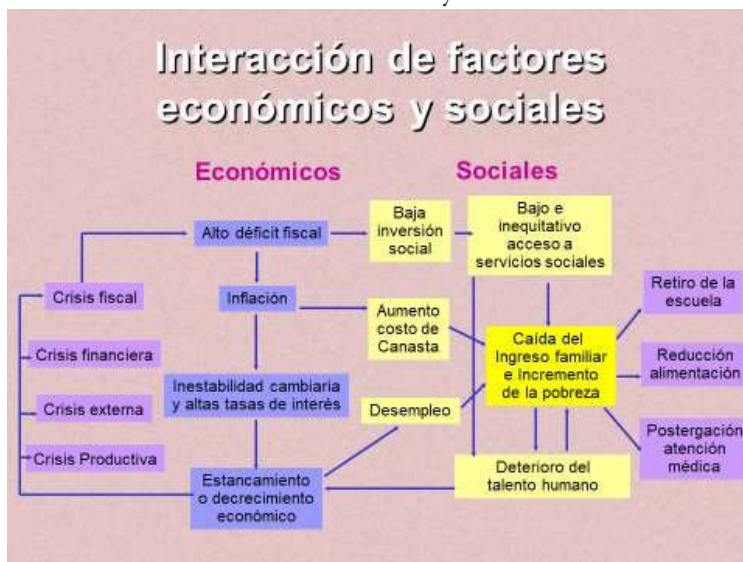 Interacción de factores
económicos y sociales
Económicos
Sociales
Alto déficit fiscal
Baja
inversión
social
Bajo e
inequitativo
acceso a
servicios sociales
Crisis fiscal
Inflación
Aumento
costo de
Canasta
Caída del
Ingreso familiar
e Incremento
de la pobreza
Retiro de la
escuela
Crisis financiera
Inestabilidad cambiaria
y altas tasas de interés
Desempleo
Reducción
alimentación
Crisis externa
Crisis Productiva
Estancamiento
o decrecimiento
económico
Deterioro del
talento humano
Postergación
atención
médica